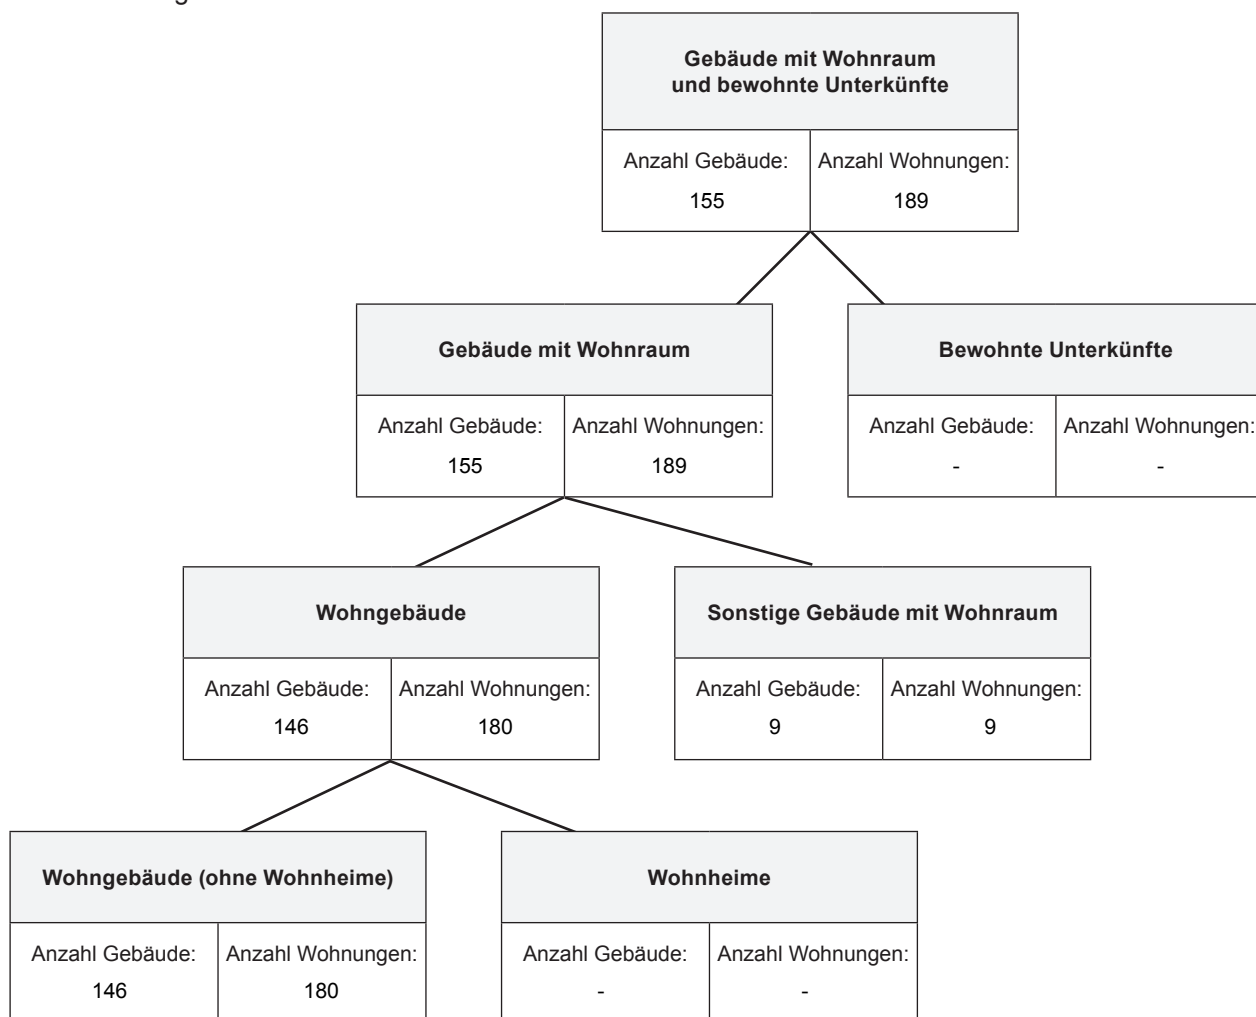 Gebäude mit Wohnraum
und bewohnte Unterkünfte
Anzahl Gebäude: Anzahl Wohnungen:
155 189
Gebäude mit Wohnraum
Anzahl Gebäude: Anzahl Wohnungen:
155 189
Bewohnte Unterkünfte
Anzahl Gebäude: Anzahl Wohnungen:
- -
Wohngebäude
Anzahl Gebäude: Anzahl Wohnungen:
146 180
Sonstige Gebäude mit Wohnraum
Anzahl Gebäude: Anzahl Wohnungen:
9 9
Wohngebäude (ohne Wohnheime)
Anzahl Gebäude: Anzahl Wohnungen:
146 180
Wohnheime
Anzahl Gebäude: Anzahl Wohnungen:
- -